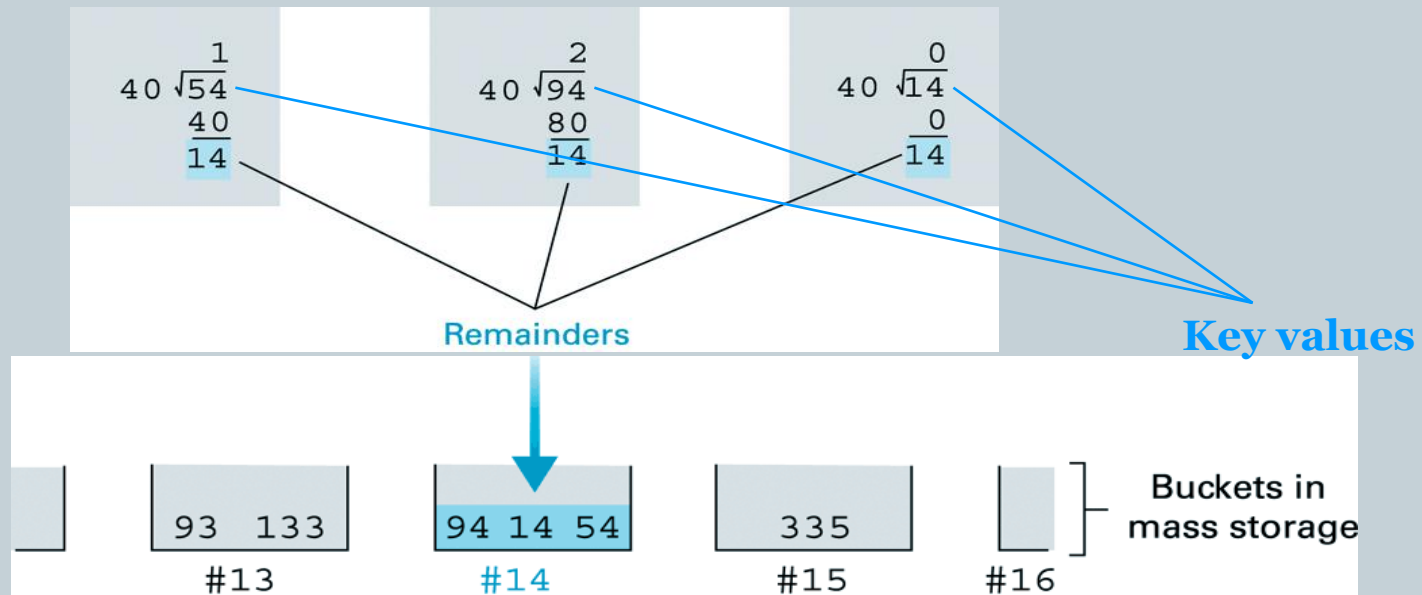 1 2 0
40 √54 40 √94 40 √14
40 80 0
14 14 14
Remainders
Key values
Buckets in
mass storage
93 133 94 14 54 335
#13 #14 #15 #16